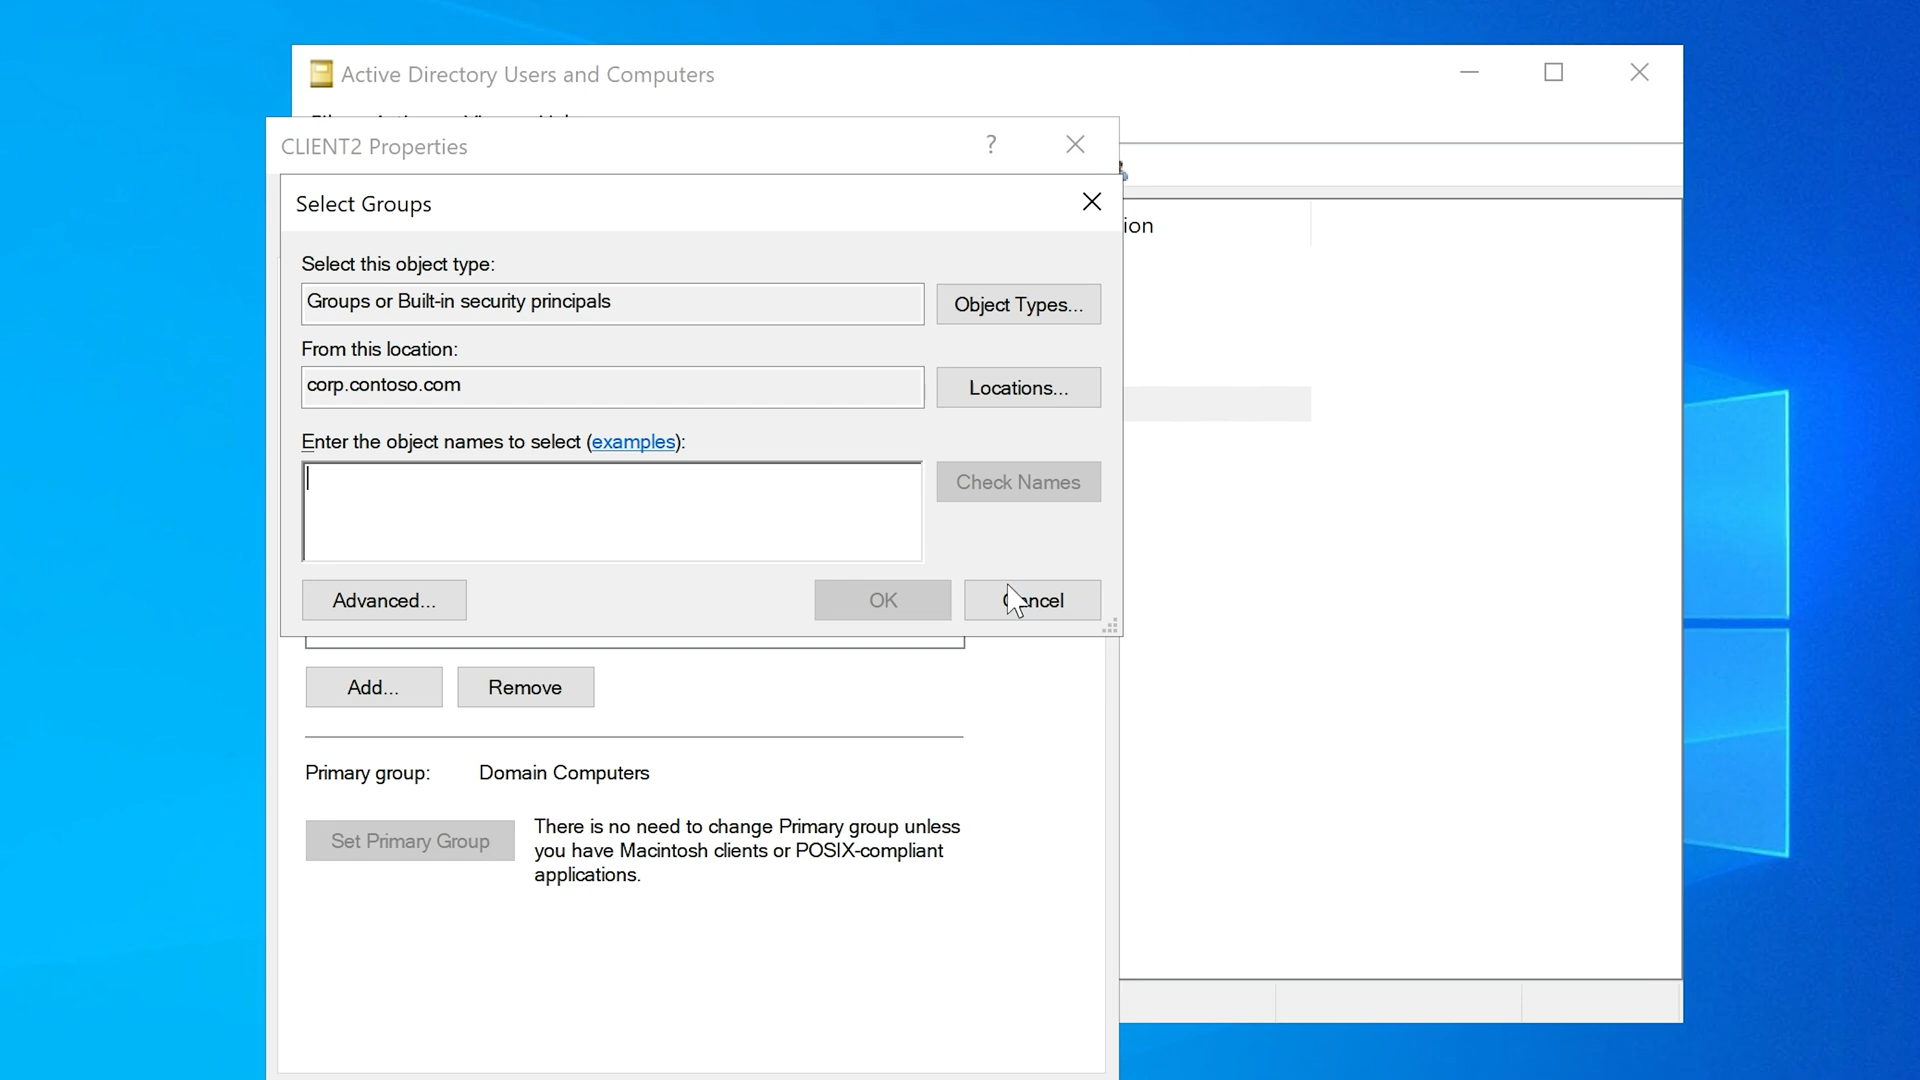 Active Directory Users and Computers
CLIENT2 Properties
?
Select Groups
ion
Select this object type:
Groups or Built-in security principals
Object Types...
From this location:
corp.contoso.com
Locations...
Enter the object names to select (examples):
Check Names
Advanced...
OK
Cancel
Add...
Remove
Primary group:
Domain Computers
Set Primary Group
There is no need to change Primary group unless
you have Macintosh clients or POSIX-compliant
applications.